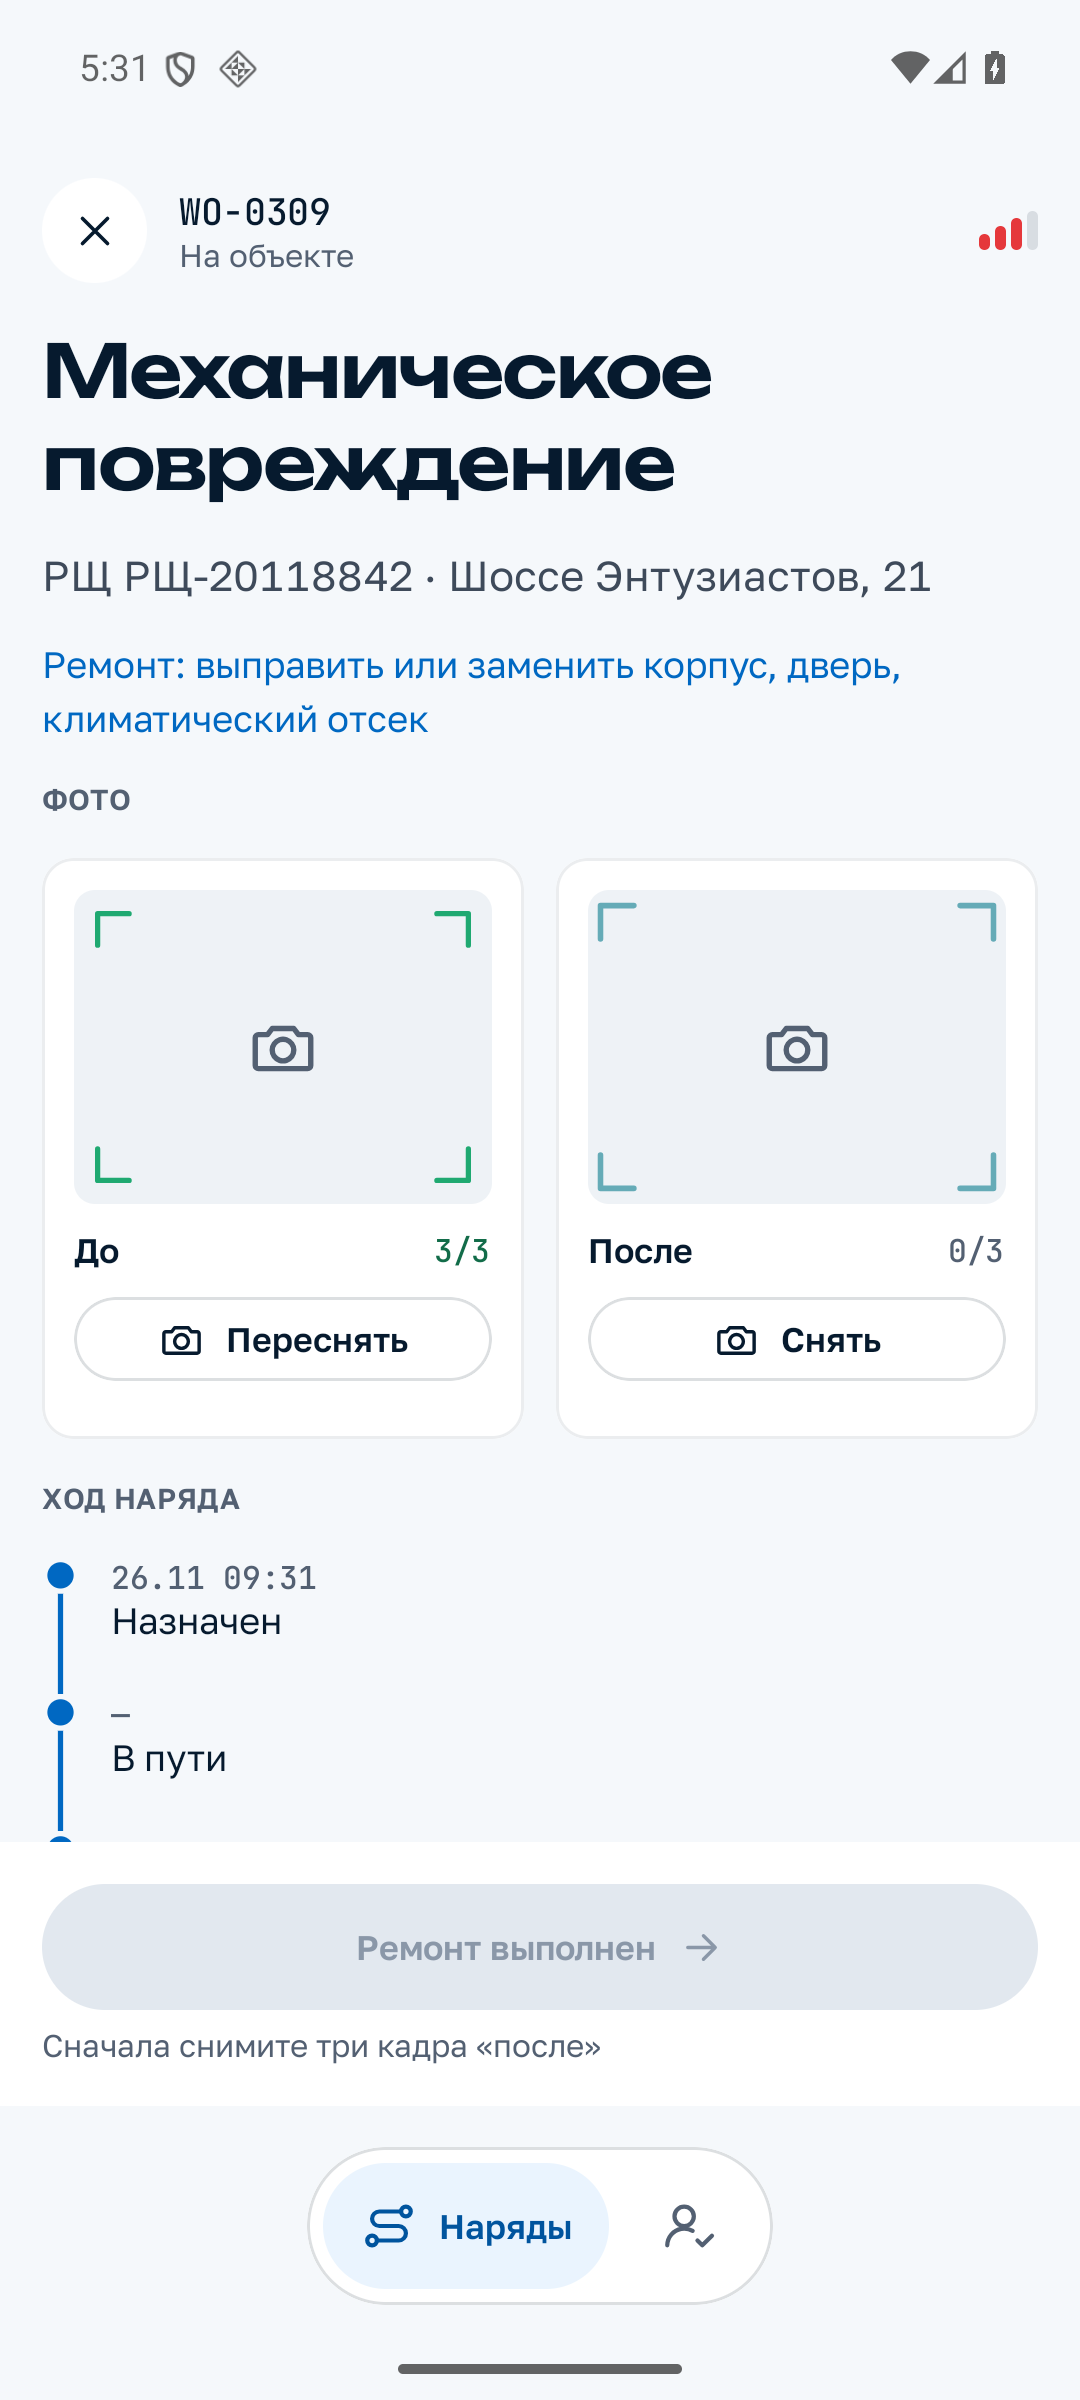 5:31
WO-0309
На объекте
Механическое
повреждение
РЩ РЩ-20118842 · Шоссе Энтузиастов, 21
Ремонт: выправить или заменить корпус, дверь,
климатический отсек
ФОТО
До 3/3
Переснять
После 0/3
Снять
ХОД НАРЯДА
26.11 09:31
Назначен
—
В пути
Ремонт выполнен →
Сначала снимите три кадра «после»
Наряды